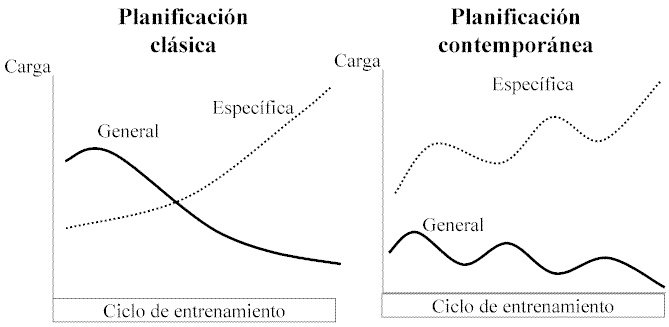 Planificación
clásica
Carga
Específica
General
Ciclo de entrenamiento
Planificación
contemporánea
Carga
Específica
General
Ciclo de entrenamiento